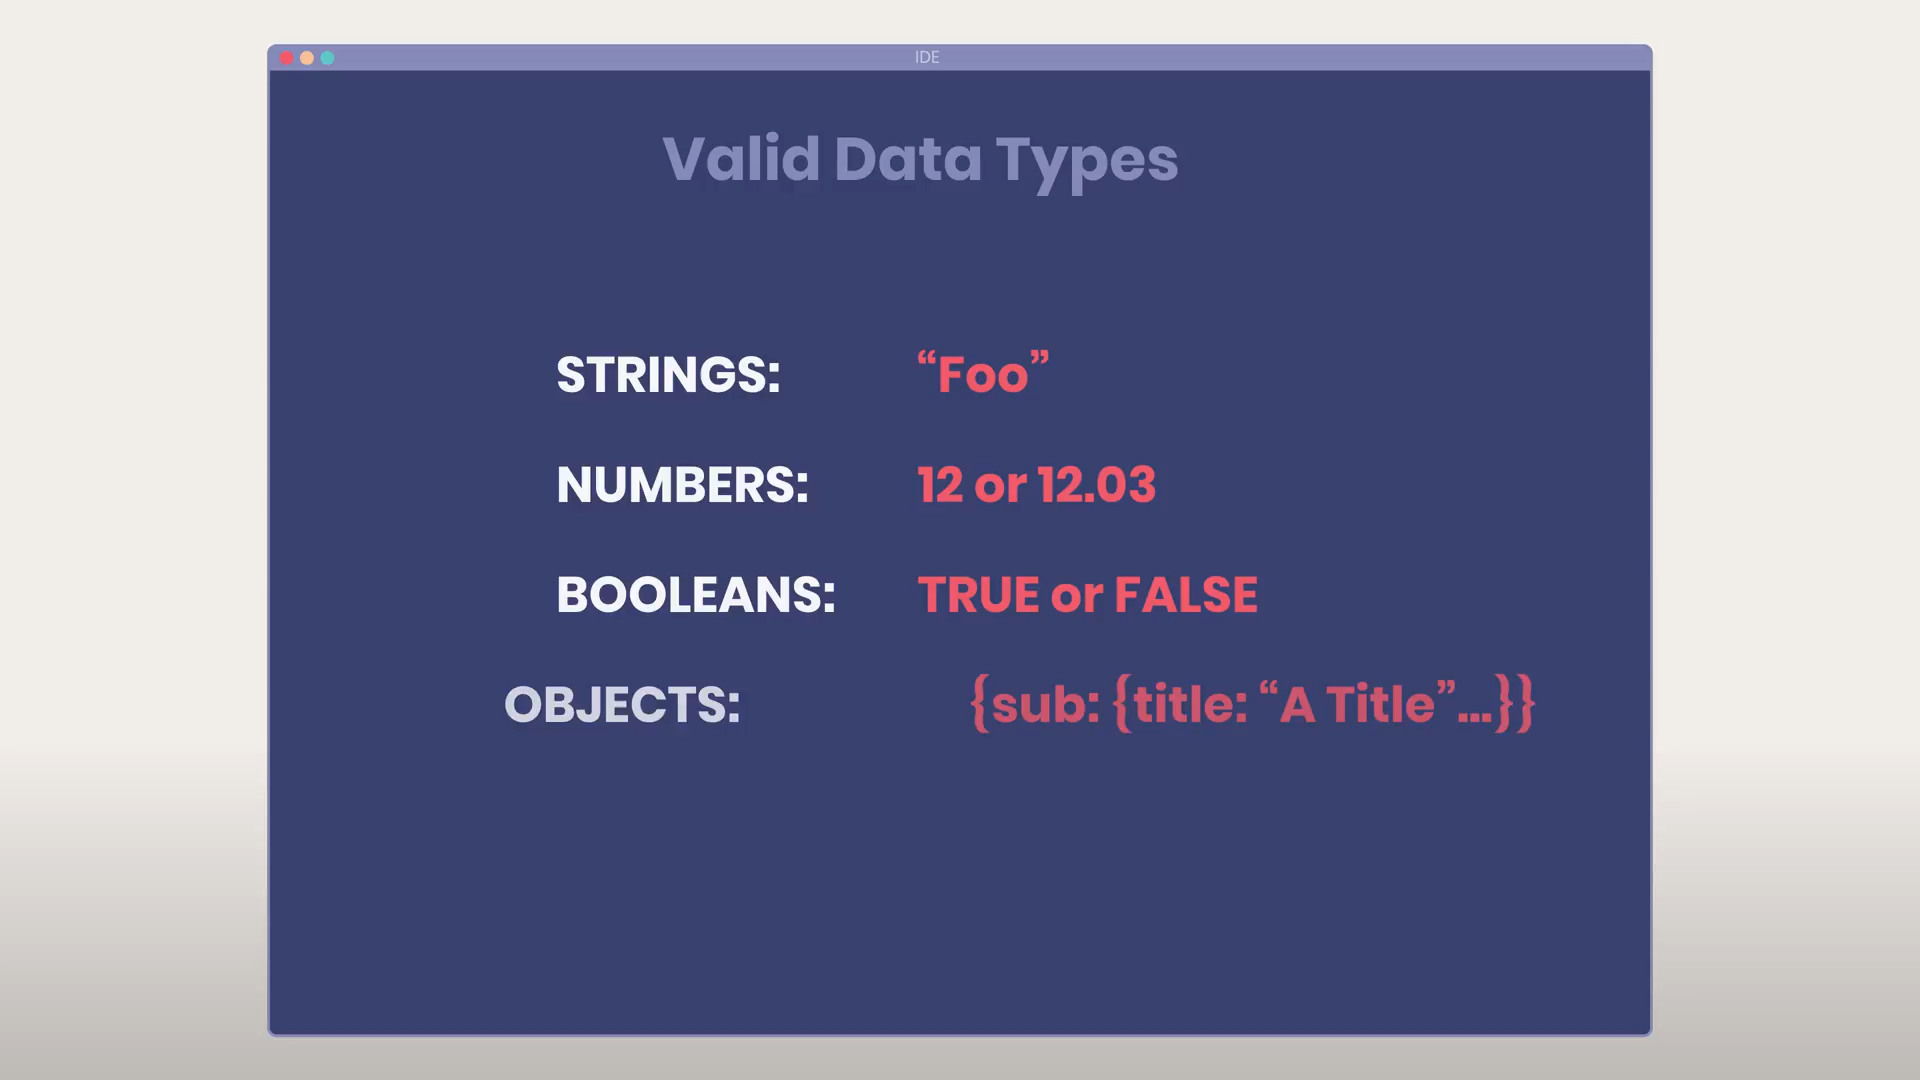 IDE
Valid Data Types
STRINGS: “Foo”
NUMBERS: 12 or 12.03
BOOLEANS: TRUE or FALSE
OBJECTS: {sub: {title: “A Title”...}}